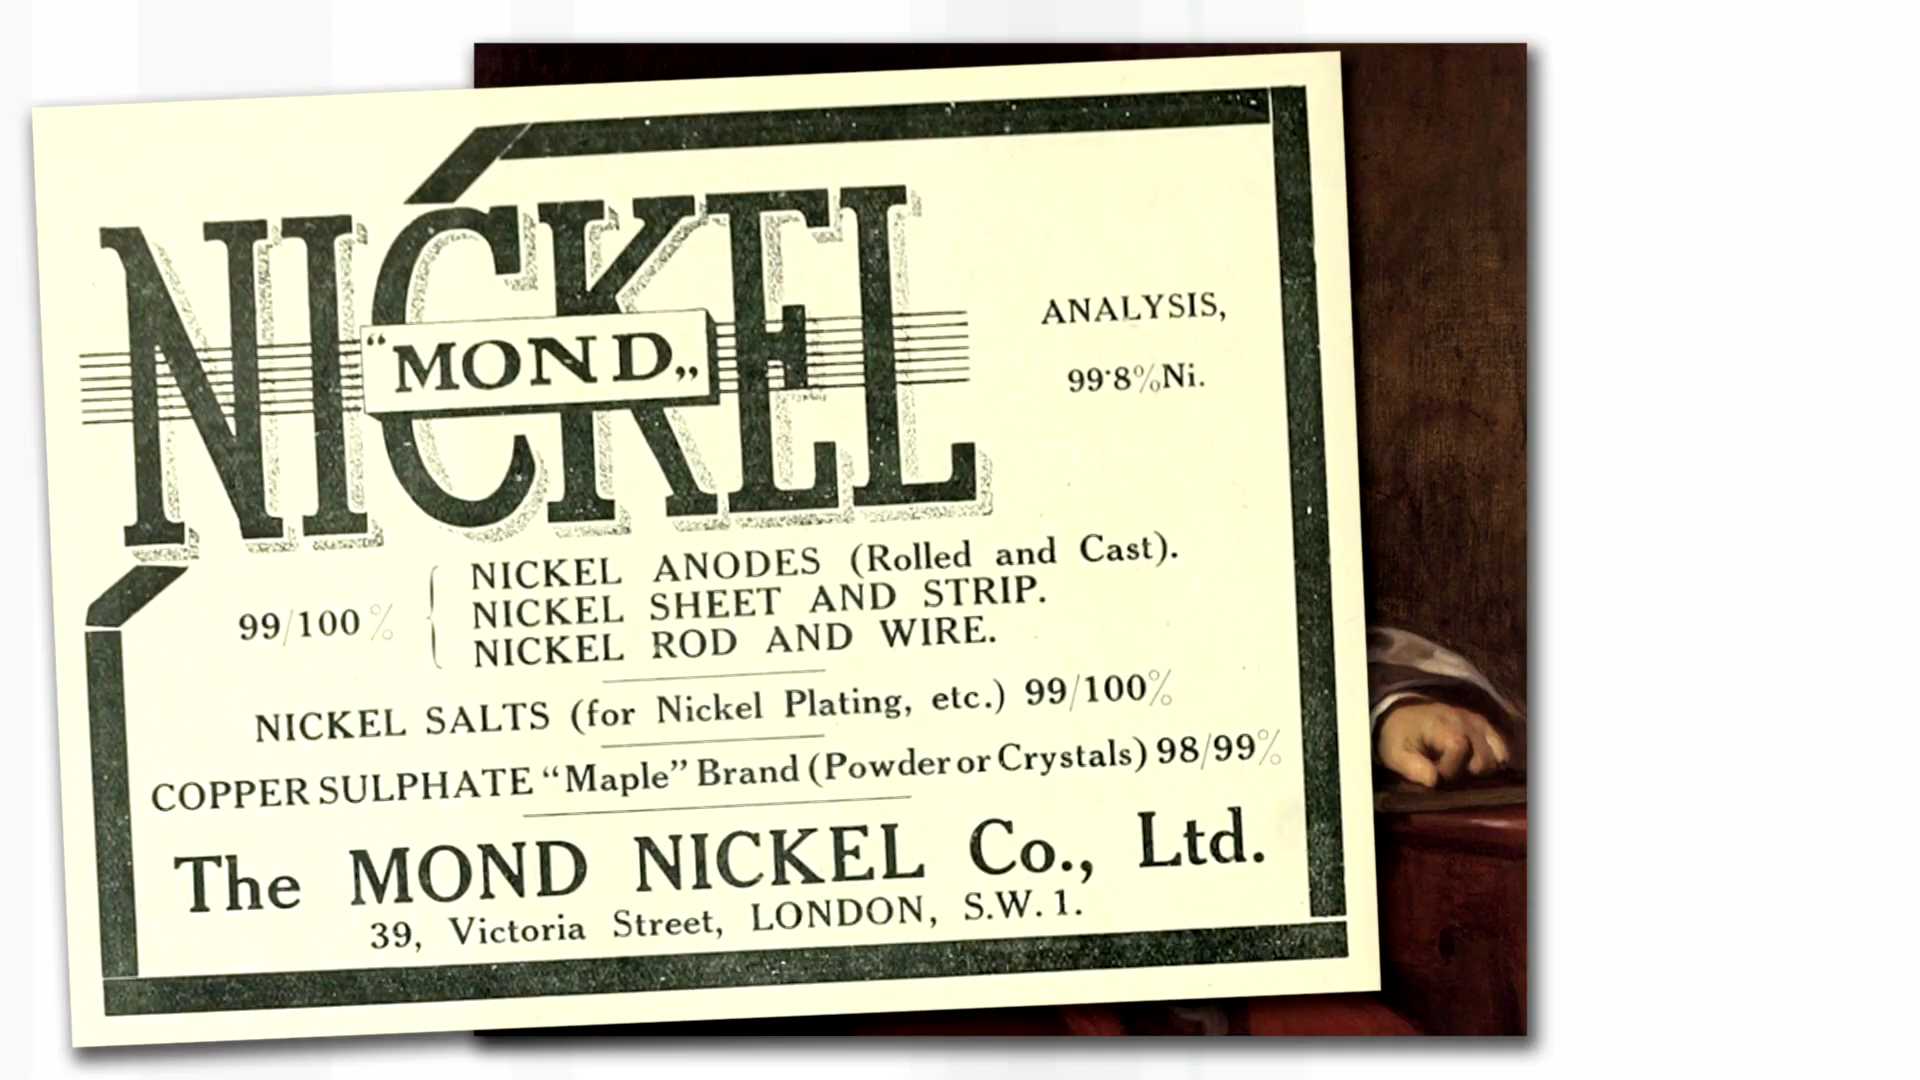 NICKEL
“MOND„
ANALYSIS,
99·8%Ni.
99/100%
NICKEL ANODES (Rolled and Cast).
NICKEL SHEET AND STRIP.
NICKEL ROD AND WIRE.
NICKEL SALTS (for Nickel Plating, etc.) 99/100%
COPPER SULPHATE “Maple” Brand (Powder or Crystals) 98/99%
The MOND NICKEL Co., Ltd.
39, Victoria Street, LONDON, S.W. 1.